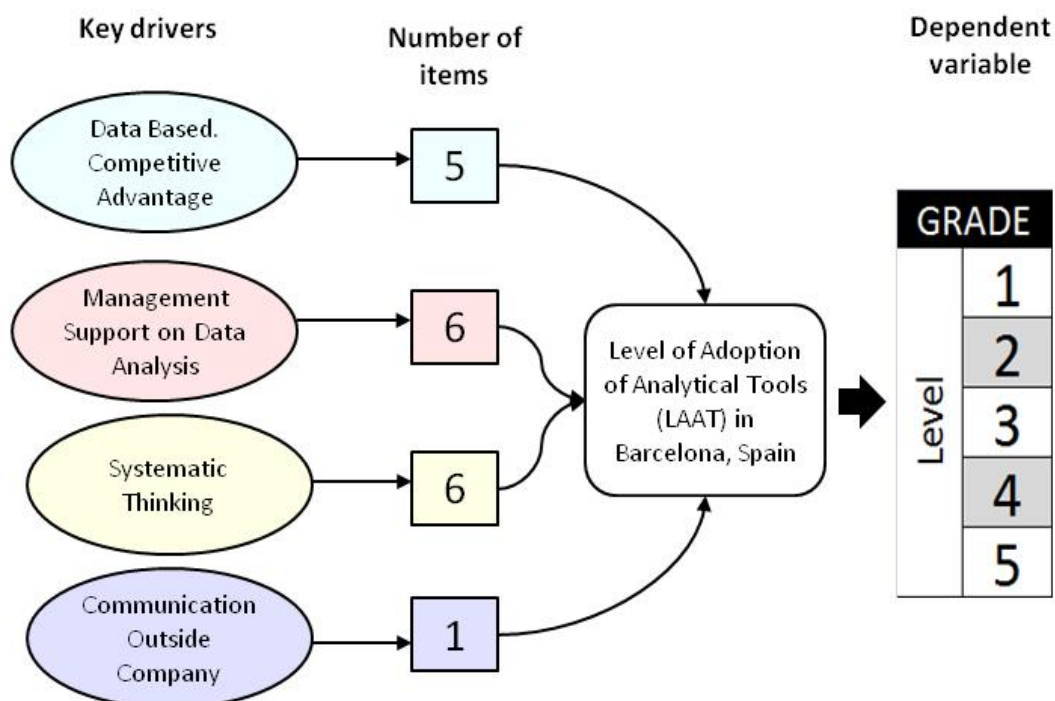 Key drivers
Number of
items
Dependent
variable
Data Based.
Competitive
Advantage
5
Management
Support on Data
Analysis
6
Systematic
Thinking
6
Communication
Outside
Company
1
Level of Adoption
of Analytical Tools
(LAAT) in
Barcelona, Spain
GRADE
Level
1
2
3
4
5